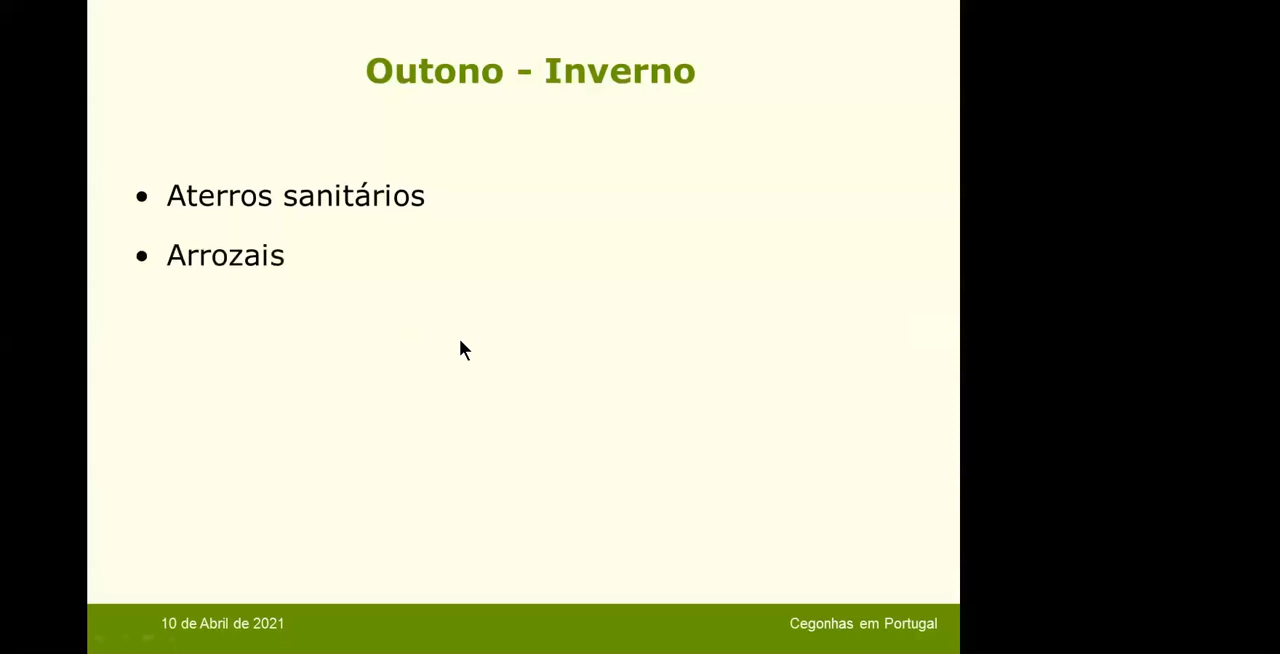 Outono - Inverno
• Aterros sanitários
• Arrozais
10 de Abril de 2021
Cegonhas em Portugal